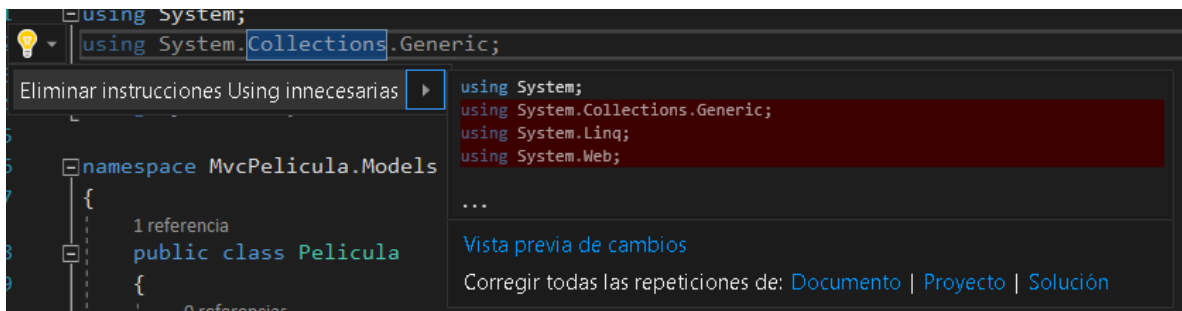 using System;
using System.Collections.Generic;
Eliminar instrucciones Using innecesarias
using System;
using System.Collections.Generic;
using System.Linq;
using System.Web;
...
namespace MvcPelicula.Models
{
1 referencia
public class Pelicula
{
0 referencias
Vista previa de cambios
Corregir todas las repeticiones de: Documento | Proyecto | Solución